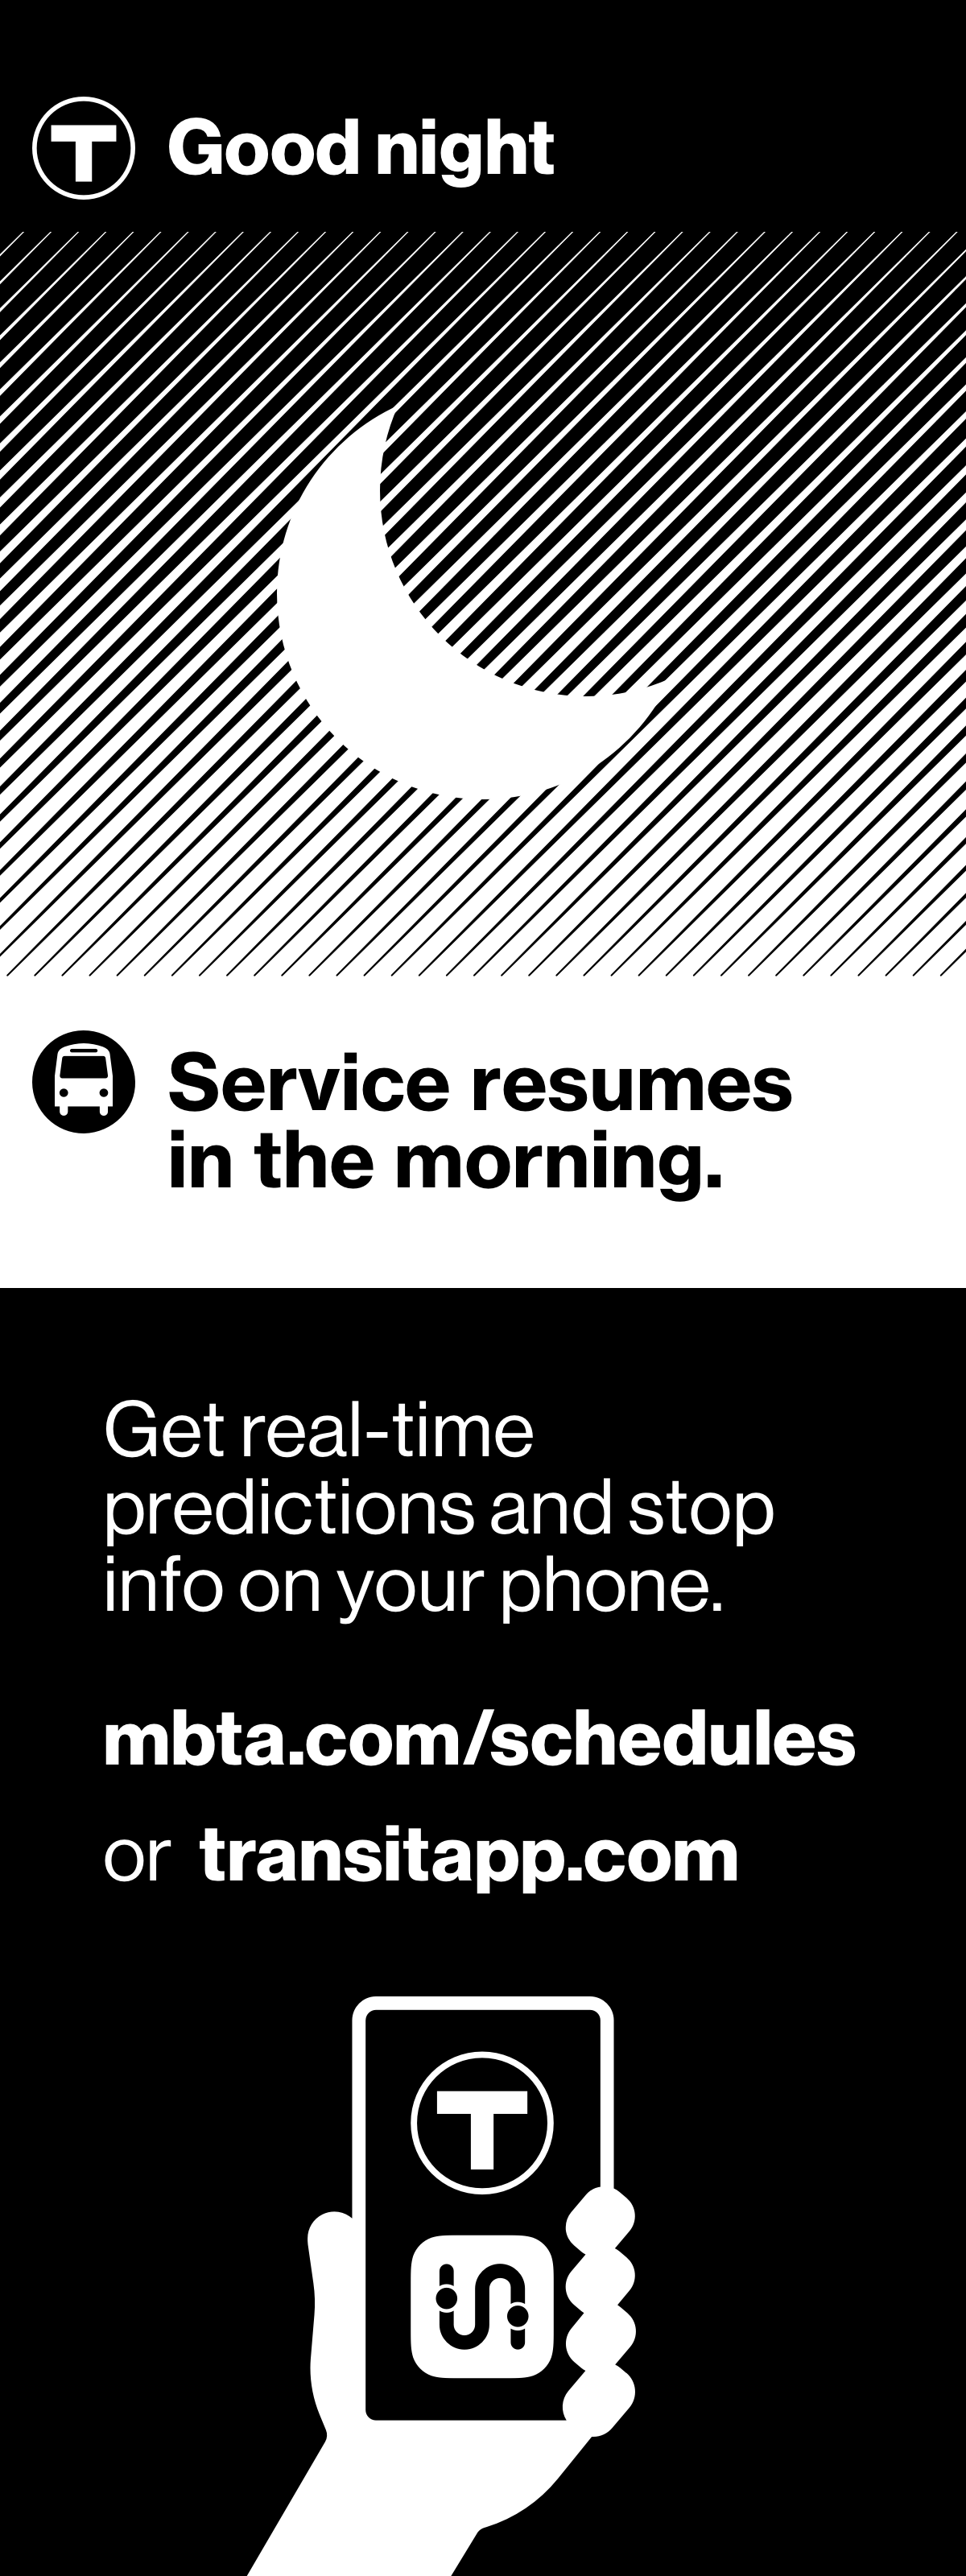 T Good night
Service resumes
in the morning.
Get real-time
predictions and stop
info on your phone.
mbta.com/schedules
or transitapp.com
T